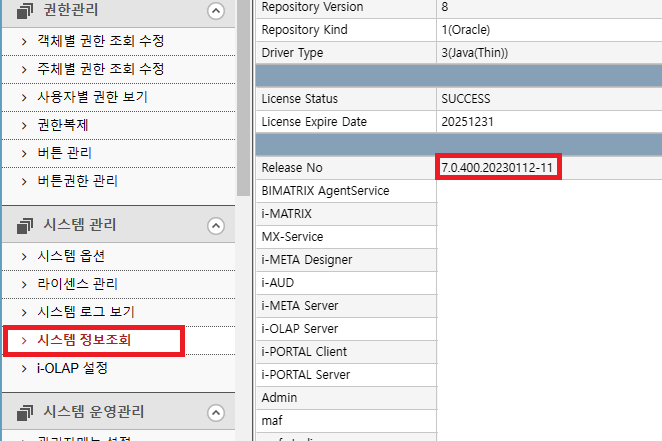 권한관리
객체별 권한 조회 수정
주체별 권한 조회 수정
사용자별 권한 보기
권한복제
버튼 관리
버튼권한 관리
시스템 관리
시스템 옵션
라이센스 관리
시스템 로그 보기
시스템 정보조회
i-OLAP 설정
시스템 운영관리
Repository Version 8
Repository Kind 1(Oracle)
Driver Type 3(Java(Thin))
License Status SUCCESS
License Expire Date 20251231
Release No 7.0.400.20230112-11
BIMATRIX AgentService
i-MATRIX
MX-Service
i-META Designer
i-AUD
i-META Server
i-OLAP Server
i-PORTAL Client
i-PORTAL Server
Admin
maf